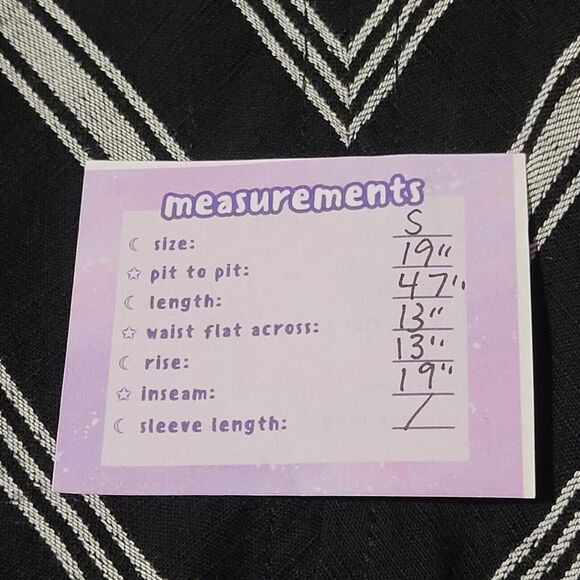 measurements
☾ size: S
☆ pit to pit: 19"
☾ length: 47"
☆ waist flat across: 13"
☾ rise: 13"
☆ inseam: 19"
☾ sleeve length: /